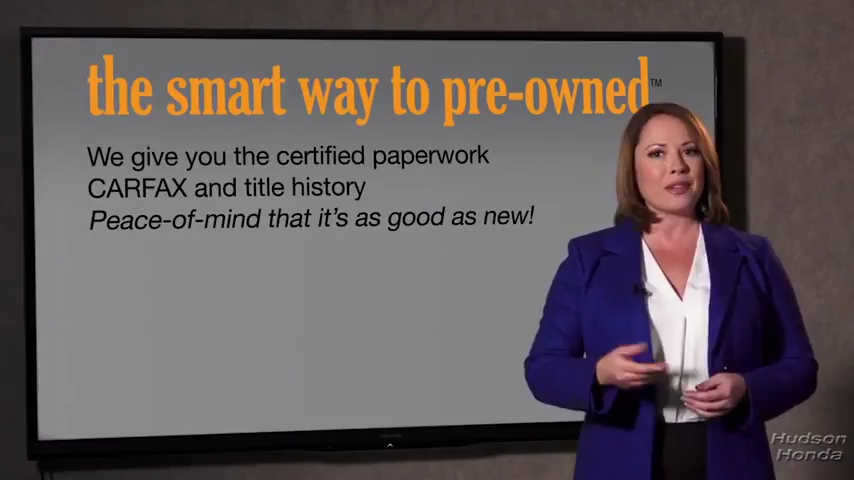 the smart way to pre-owned™
We give you the certified paperwork
CARFAX and title history
Peace-of-mind that it's as good as new!
Hudson
Honda